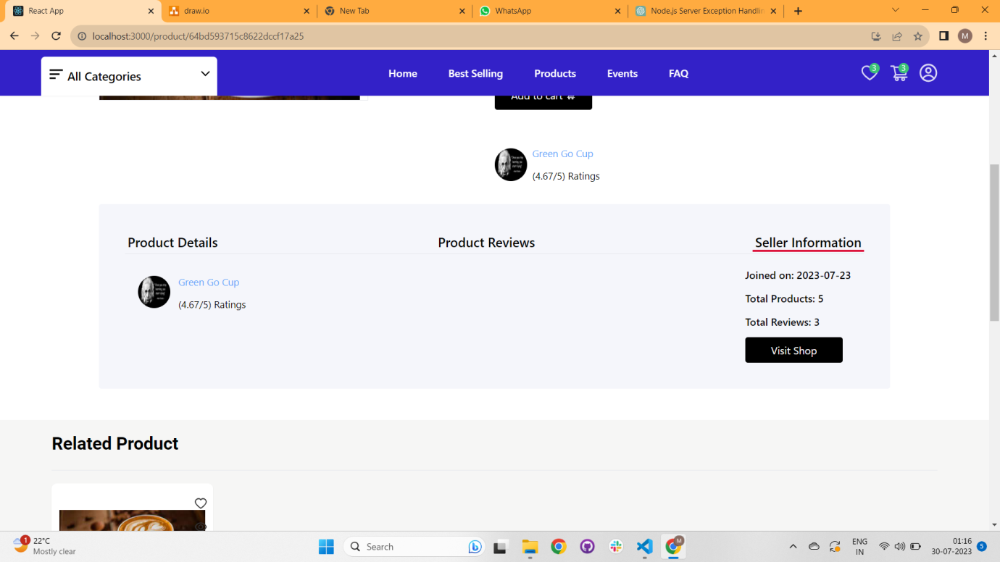 React App
draw.io
New Tab
WhatsApp
Node.js Server Exception Handlin
localhost:3000/product/64bd593715c8622dccf17a25
M
All Categories
Home
Best Selling
Products
Events
FAQ
3
3
Add to cart
Green Go Cup
(4.67/5) Ratings
Product Details
Product Reviews
Seller Information
Green Go Cup
(4.67/5) Ratings
Joined on: 2023-07-23
Total Products: 5
Total Reviews: 3
Visit Shop
Related Product
1
22°C
Mostly clear
Search
M
ENG
IN
01:16
30-07-2023
5